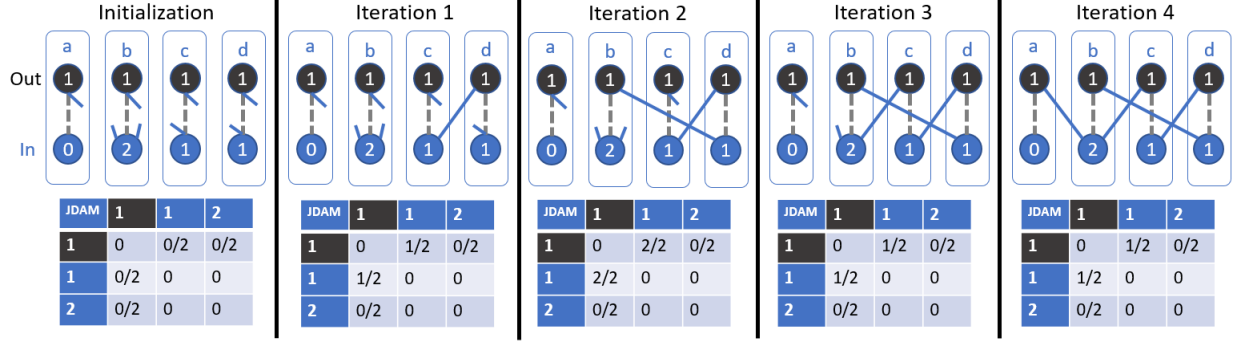 Initialization
Iteration 1
Iteration 2
Iteration 3
Iteration 4
a b c d
a b c d
a b c d
a b c d
a b c d
Out 1 1 1 1
1 1 1 1
1 1 1 1
1 1 1 1
1 1 1 1
In 0 2 1 1
0 2 1 1
0 2 1 1
0 2 1 1
0 2 1 1
JDAM 1 1 2
1 0 0/2 0/2
1 0/2 0 0
2 0/2 0 0
JDAM 1 1 2
1 0 1/2 0/2
1 1/2 0 0
2 0/2 0 0
JDAM 1 1 2
1 0 2/2 0/2
1 2/2 0 0
2 0/2 0 0
JDAM 1 1 2
1 0 1/2 0/2
1 1/2 0 0
2 0/2 0 0
JDAM 1 1 2
1 0 1/2 0/2
1 1/2 0 0
2 0/2 0 0